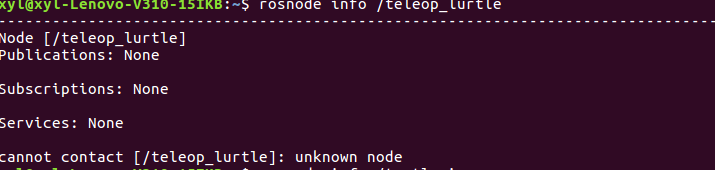 xyl@xyl-Lenovo-V310-15IKB:~$ rosnode info /teleop_lurtle
--------------------------------------------------------------------------------
Node [/teleop_lurtle]
Publications: None
Subscriptions: None
Services: None
cannot contact [/teleop_lurtle]: unknown node